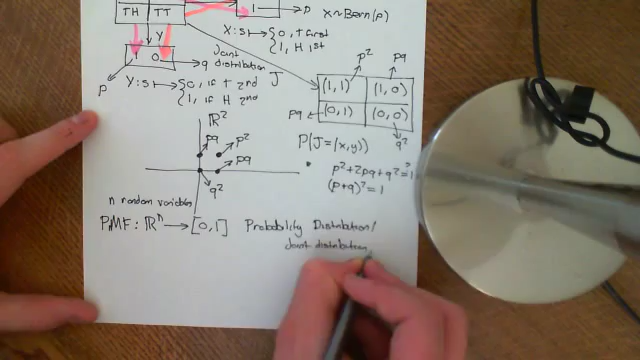 TH TT
1 → p X~Bern(p)
X: Ω → { 0, T first
1, H 1st
Y
1 0
Joint distribution
p
q
J
Y: Ω → { 0, if T 2nd
1, if H 2nd
p² pq
(1,1) (1,0)
pq (0,1) (0,0)
q²
ℝ²
P(J=(x,y))
pq p²
pq
p²+2pq+q² ?= 1
q²
(p+q)² = 1
n random variables
PMF: ℝⁿ → [0,1] Probability Distribution/
Joint distribution